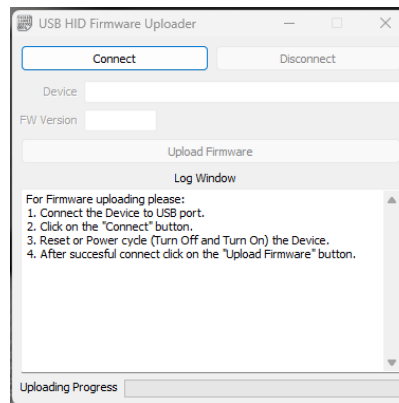 USB HID Firmware Uploader
Connect Disconnect
Device
FW Version
Upload Firmware
Log Window
For Firmware uploading please:
1. Connect the Device to USB port.
2. Click on the "Connect" button.
3. Reset or Power cycle (Turn Off and Turn On) the Device.
4. After succesful connect click on the "Upload Firmware" button.
Uploading Progress